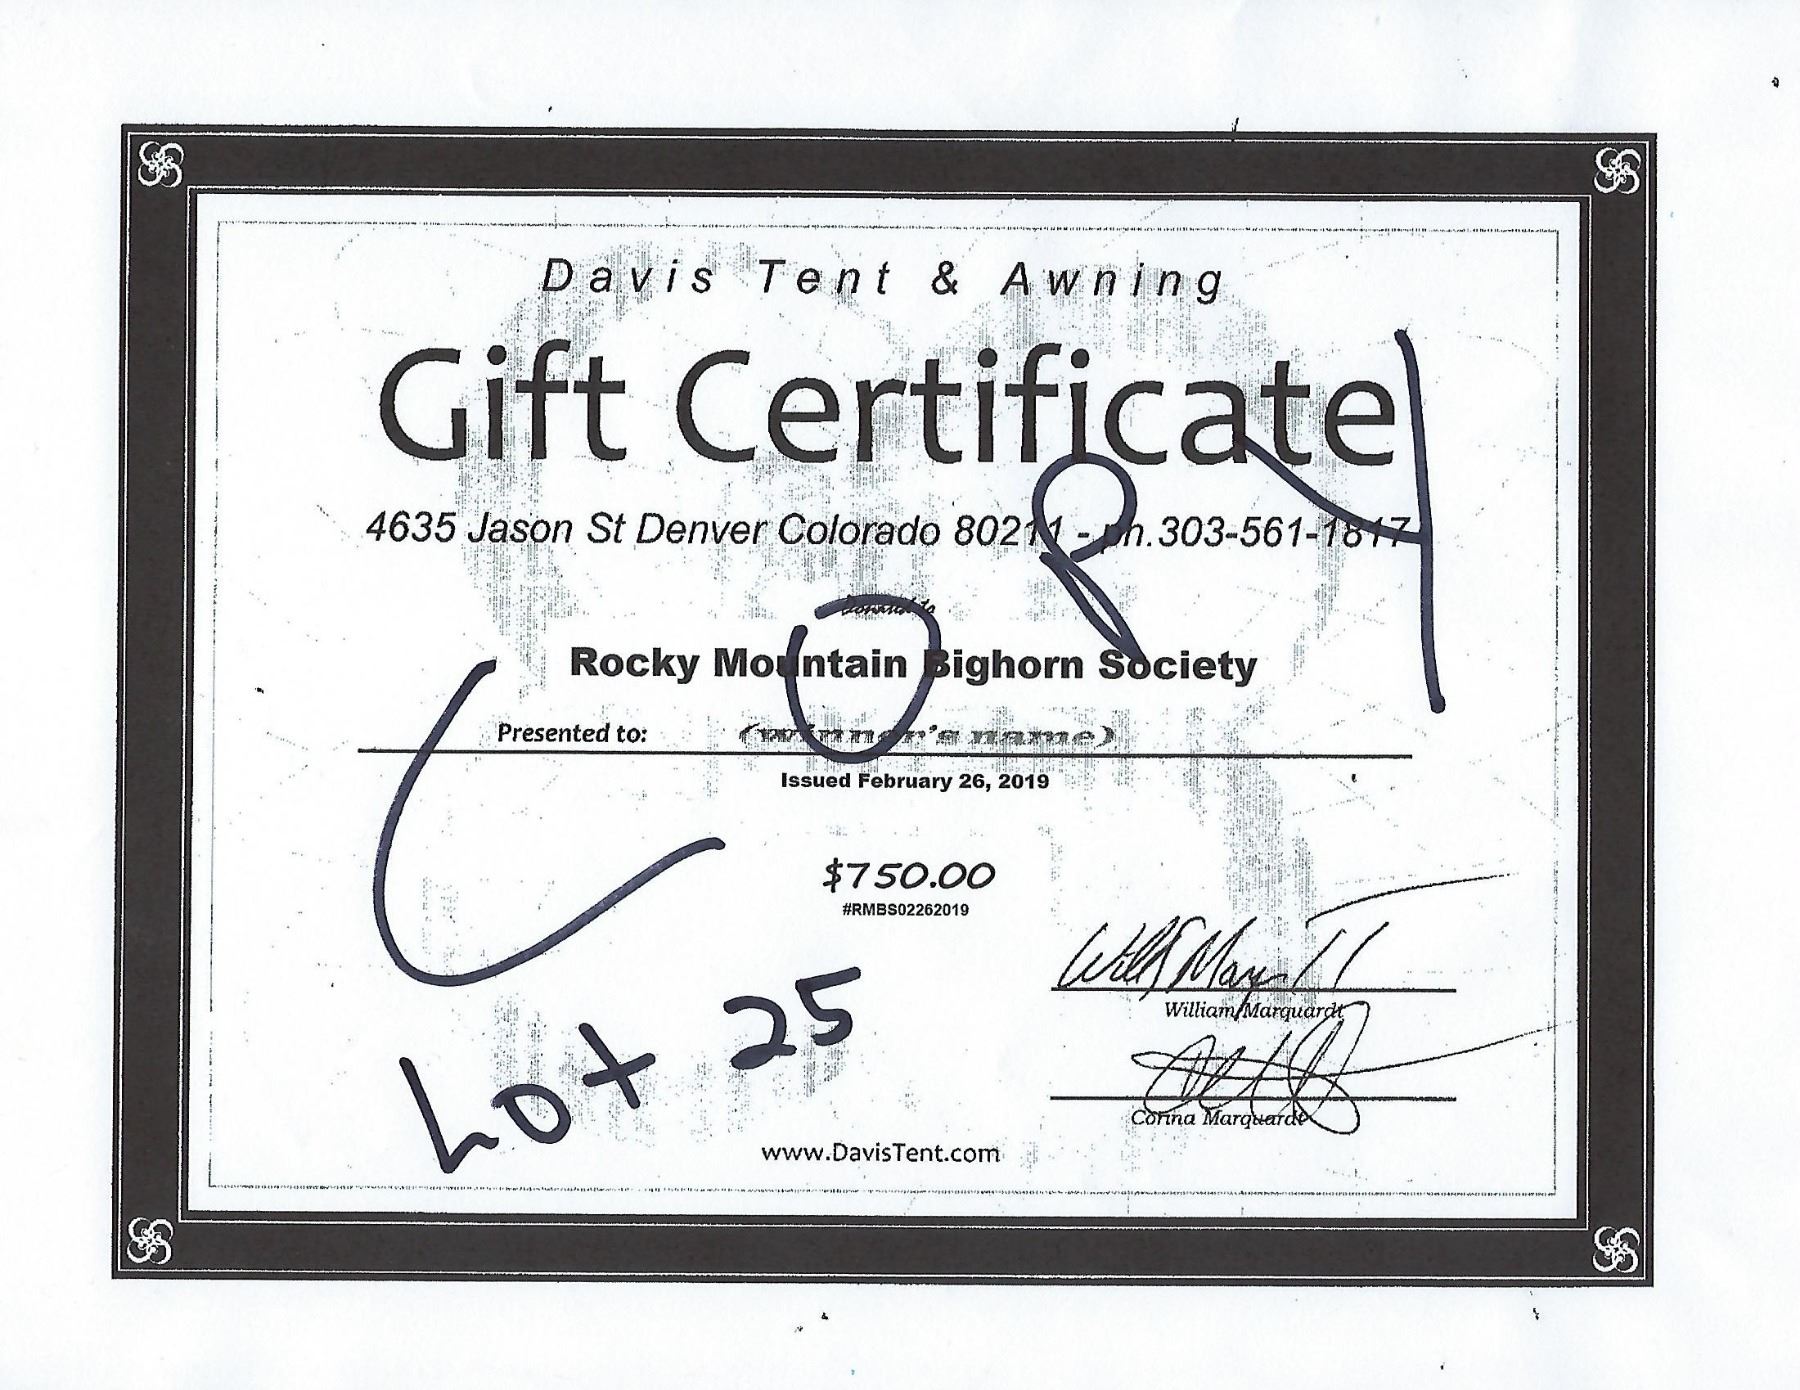 Davis Tent & Awning
Gift Certificate
4635 Jason St Denver Colorado 80211 - ph.303-561-1817
donated to
Rocky Mountain Bighorn Society
Presented to: (winner's name)
Issued February 26, 2019
$750.00
#RMBS02262019
COPY
Lot 25
William Marquardt
Corina Marquardt
www.DavisTent.com